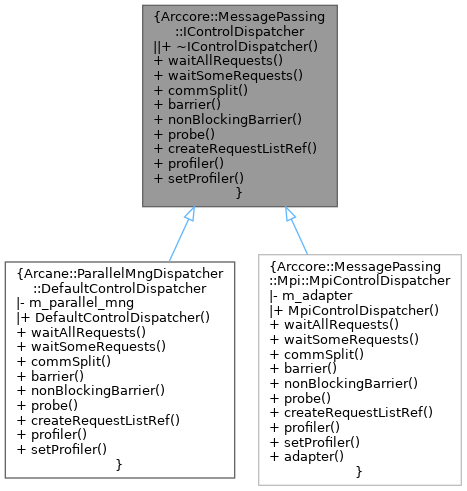 {Arccore::MessagePassing
::IControlDispatcher
||+ ~IControlDispatcher()
+ waitAllRequests()
+ waitSomeRequests()
+ commSplit()
+ barrier()
+ nonBlockingBarrier()
+ probe()
+ createRequestListRef()
+ profiler()
+ setProfiler()
}
{Arcane::ParallelMngDispatcher
::DefaultControlDispatcher
|- m_parallel_mng
|+ DefaultControlDispatcher()
+ waitAllRequests()
+ waitSomeRequests()
+ commSplit()
+ barrier()
+ nonBlockingBarrier()
+ probe()
+ createRequestListRef()
+ profiler()
+ setProfiler()
}
{Arccore::MessagePassing
::Mpi::MpiControlDispatcher
|- m_adapter
|+ MpiControlDispatcher()
+ waitAllRequests()
+ waitSomeRequests()
+ commSplit()
+ barrier()
+ nonBlockingBarrier()
+ probe()
+ createRequestListRef()
+ profiler()
+ setProfiler()
+ adapter()
}